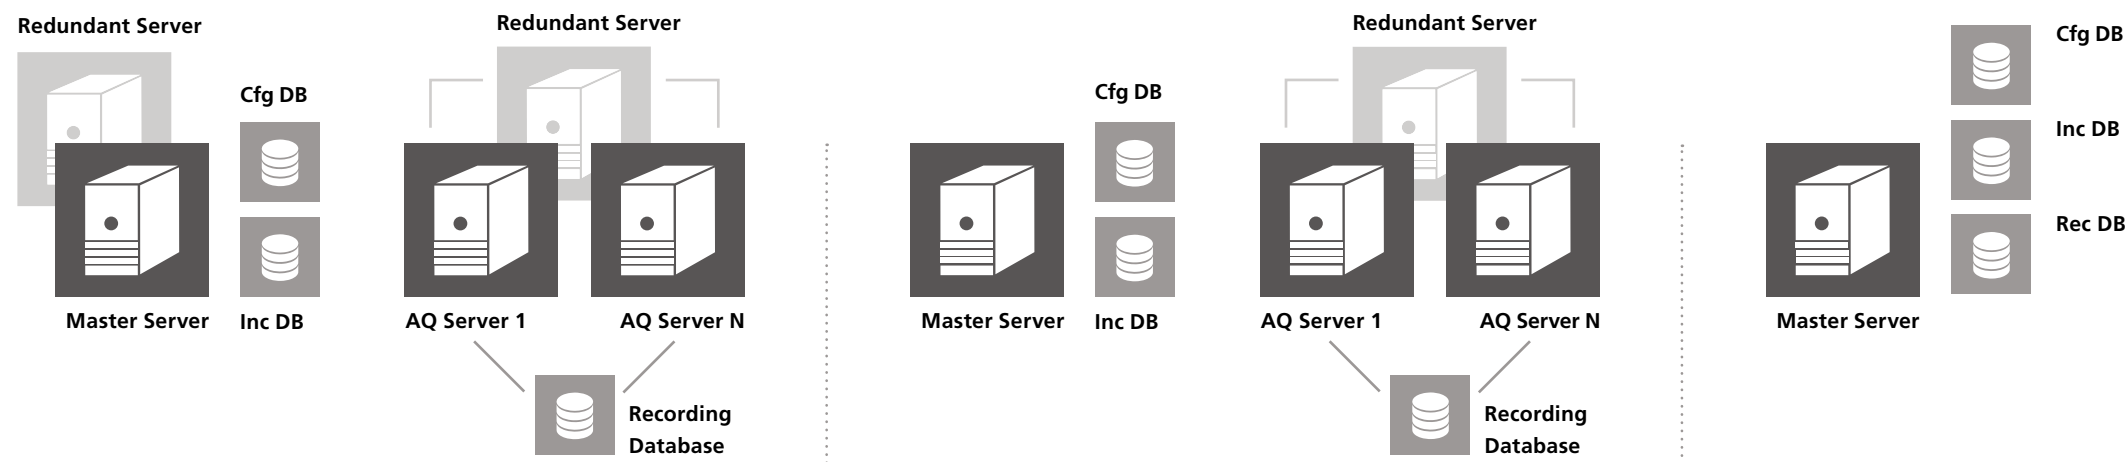 Redundant Server
Cfg DB
Master Server
Inc DB
Redundant Server
AQ Server 1
AQ Server N
Recording
Database
Cfg DB
Master Server
Inc DB
Redundant Server
AQ Server 1
AQ Server N
Recording
Database
Cfg DB
Inc DB
Rec DB
Master Server